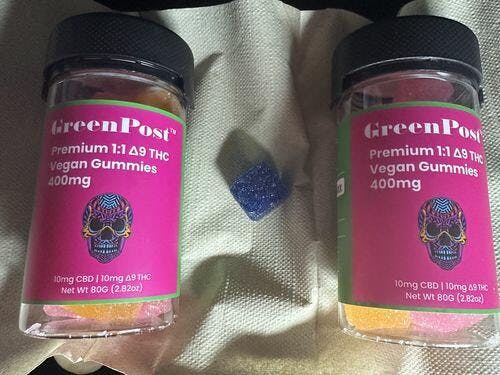 GreenPost™
Premium 1:1 Δ9 THC
Vegan Gummies
400mg
10mg CBD | 10mg Δ9 THC
Net Wt 80G (2.82oz)
GreenPost
Premium 1:1 Δ9 THC
Vegan Gummies
400mg
10mg CBD | 10mg Δ9 THC
Net Wt 80G (2.82oz)